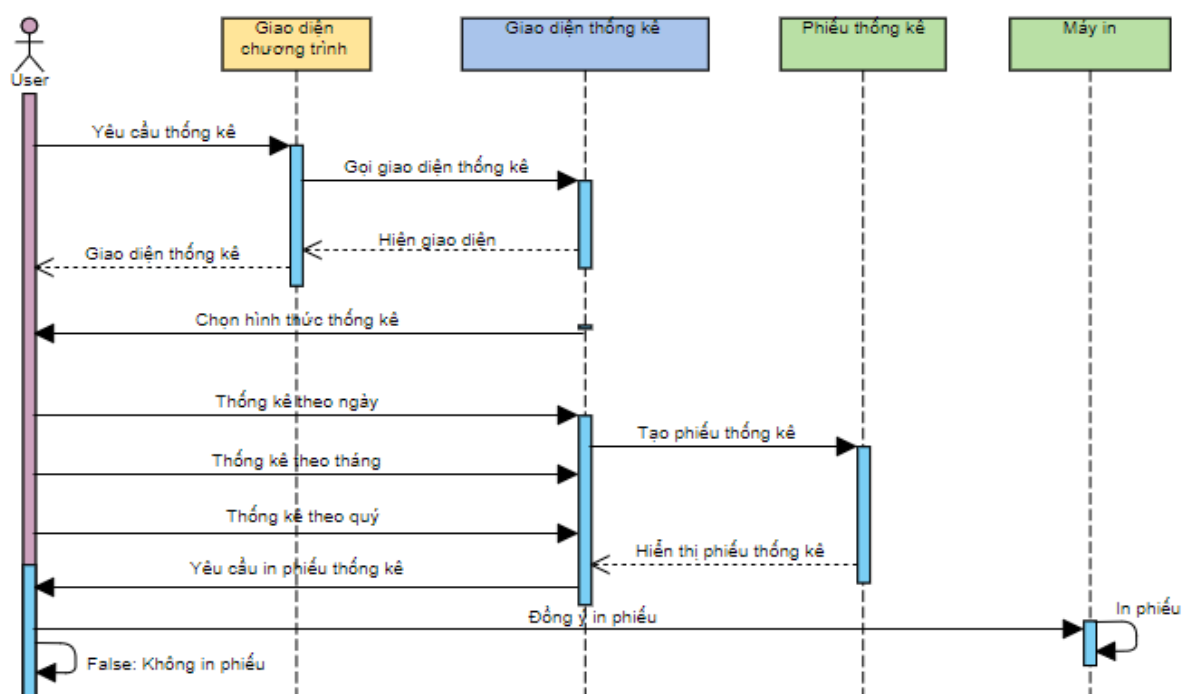 Giao diện
chương trình
Giao diện thống kê
Phiếu thống kê
Máy in
User
Yêu cầu thống kê
Gọi giao diện thống kê
Hiện giao diện
Giao diện thống kê
Chọn hình thức thống kê
Thống kê theo ngày
Tạo phiếu thống kê
Thống kê theo tháng
Thống kê theo quý
Hiển thị phiếu thống kê
Yêu cầu in phiếu thống kê
Đồng ý in phiếu
In phiếu
False: Không in phiếu